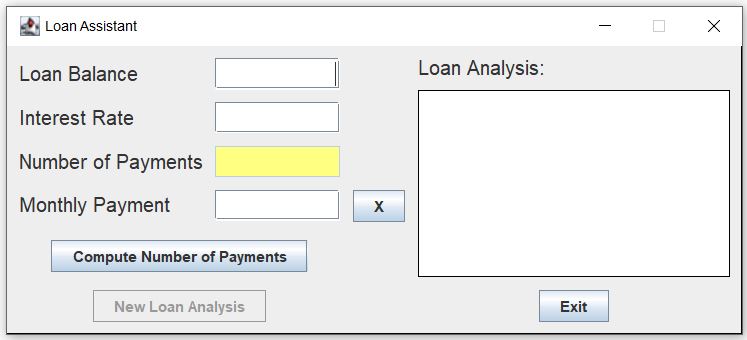 Loan Assistant
Loan Balance
Interest Rate
Number of Payments
Monthly Payment
X
Compute Number of Payments
New Loan Analysis
Loan Analysis:
Exit